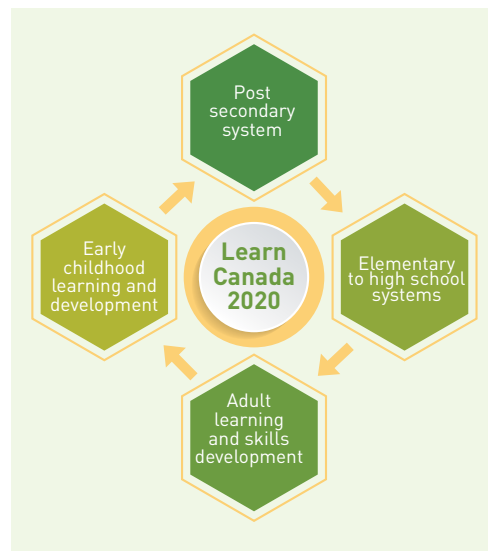 Post
secondary
system
Early
childhood
learning and
development
Learn
Canada
2020
Elementary
to high school
systems
Adult
learning
and skills
development